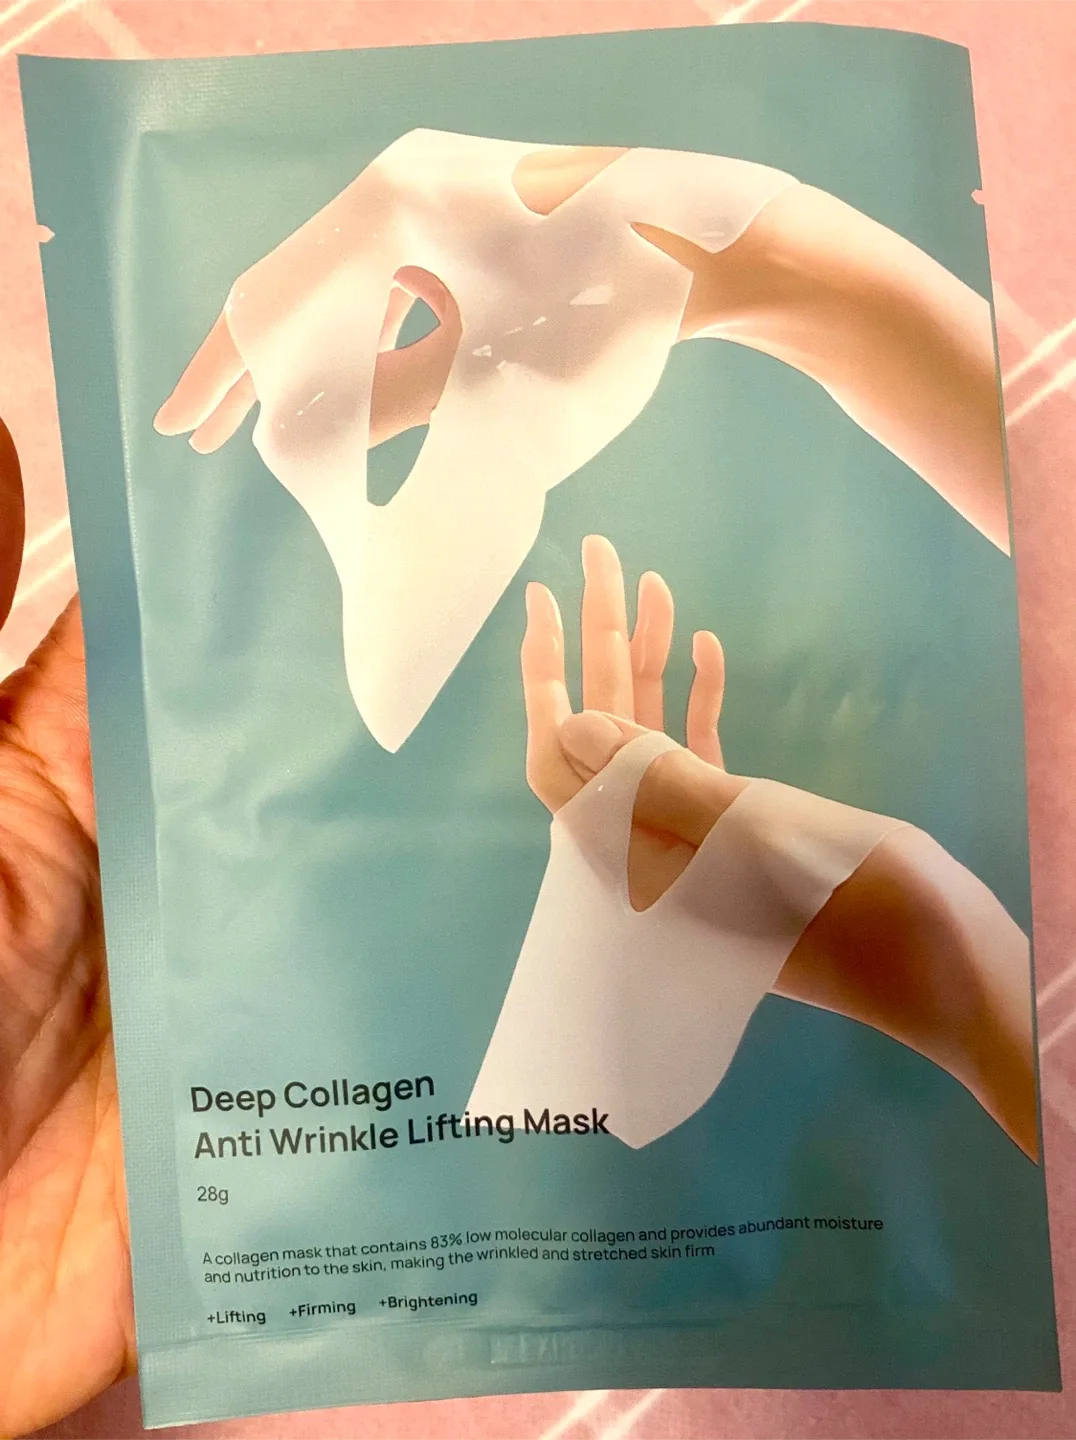 Deep Collagen
Anti Wrinkle Lifting Mask
28g
A collagen mask that contains 83% low molecular collagen and provides abundant moisture
and nutrition to the skin, making the wrinkled and stretched skin firm
+Lifting +Firming +Brightening